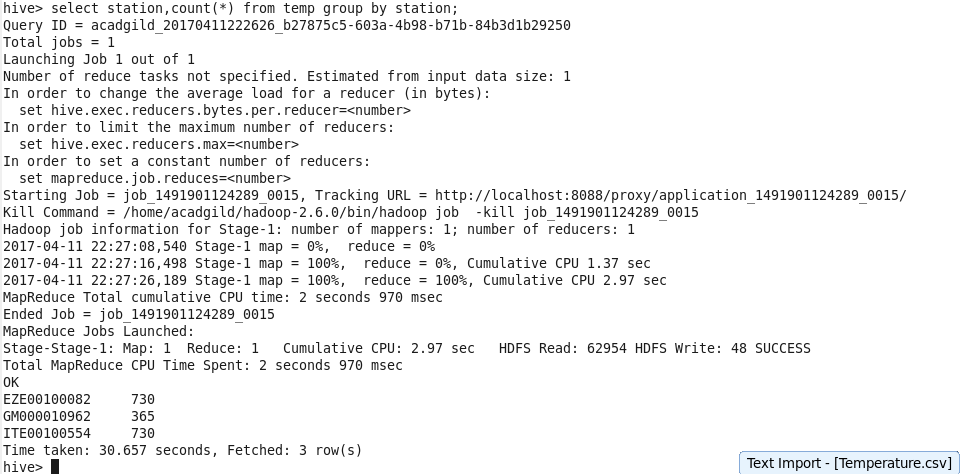 hive> select station,count(*) from temp group by station;
Query ID = acadgild_20170411222626_b27875c5-603a-4b98-b71b-84b3d1b29250
Total jobs = 1
Launching Job 1 out of 1
Number of reduce tasks not specified. Estimated from input data size: 1
In order to change the average load for a reducer (in bytes):
  set hive.exec.reducers.bytes.per.reducer=<number>
In order to limit the maximum number of reducers:
  set hive.exec.reducers.max=<number>
In order to set a constant number of reducers:
  set mapreduce.job.reduces=<number>
Starting Job = job_1491901124289_0015, Tracking URL = http://localhost:8088/proxy/application_1491901124289_0015/
Kill Command = /home/acadgild/hadoop-2.6.0/bin/hadoop job  -kill job_1491901124289_0015
Hadoop job information for Stage-1: number of mappers: 1; number of reducers: 1
2017-04-11 22:27:08,540 Stage-1 map = 0%,  reduce = 0%
2017-04-11 22:27:16,498 Stage-1 map = 100%,  reduce = 0%, Cumulative CPU 1.37 sec
2017-04-11 22:27:26,189 Stage-1 map = 100%,  reduce = 100%, Cumulative CPU 2.97 sec
MapReduce Total cumulative CPU time: 2 seconds 970 msec
Ended Job = job_1491901124289_0015
MapReduce Jobs Launched:
Stage-Stage-1: Map: 1  Reduce: 1   Cumulative CPU: 2.97 sec   HDFS Read: 62954 HDFS Write: 48 SUCCESS
Total MapReduce CPU Time Spent: 2 seconds 970 msec
OK
EZE00100082     730
GM000010962     365
ITE00100554     730
Time taken: 30.657 seconds, Fetched: 3 row(s)
hive>
Text Import - [Temperature.csv]